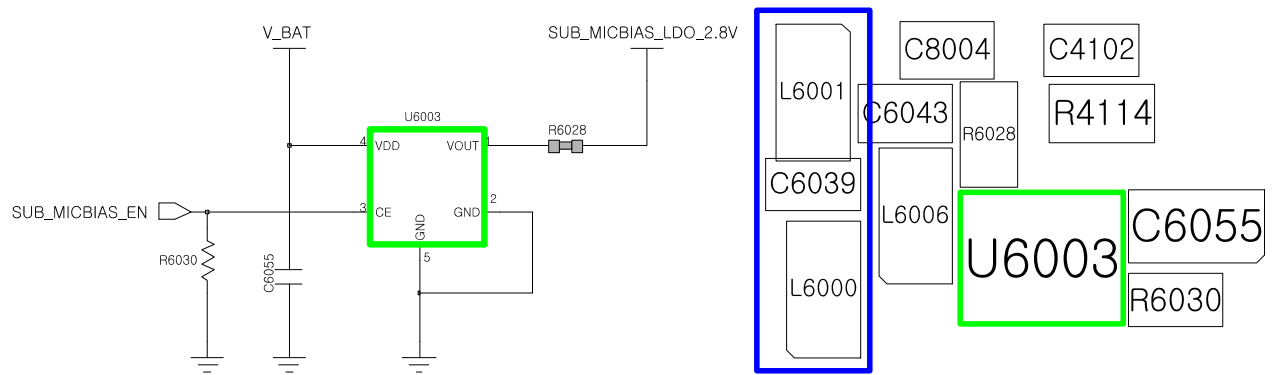 V_BAT
SUB_MICBIAS_LDO_2.8V
U6003
R6028
4
VDD
VOUT
1
SUB_MICBIAS_EN
3
CE
GND
2
GND
5
R6030
C6055
L6001
C8004
C4102
C6043
R6028
R4114
C6039
L6006
U6003
C6055
L6000
R6030